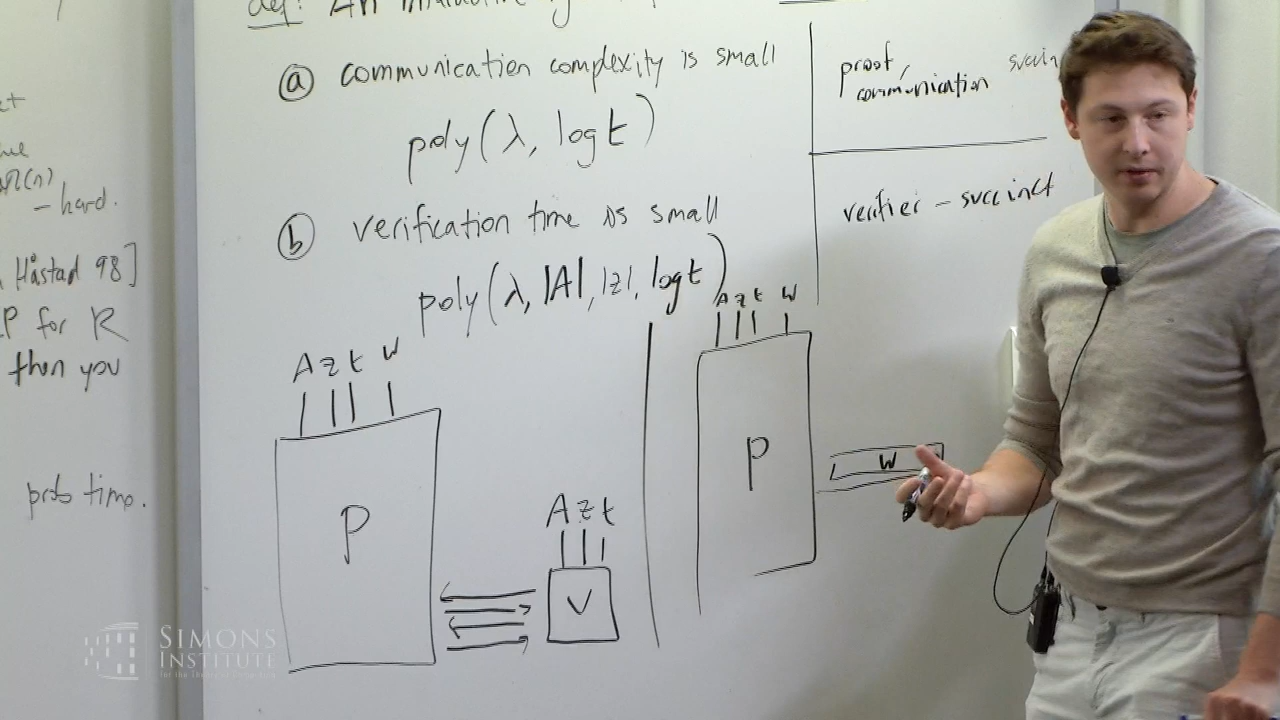 def: An
(a) communication complexity is small
poly(λ, log t)
(b) verification time is small
poly(λ, |A|, |z|, log t)
proof,
communication
verifier - succinct
- hard.
Håstad 98]
for R
then you
time.
A z t w
P
A z t
V
A z t w
P
w
SIMONS
INSTITUTE